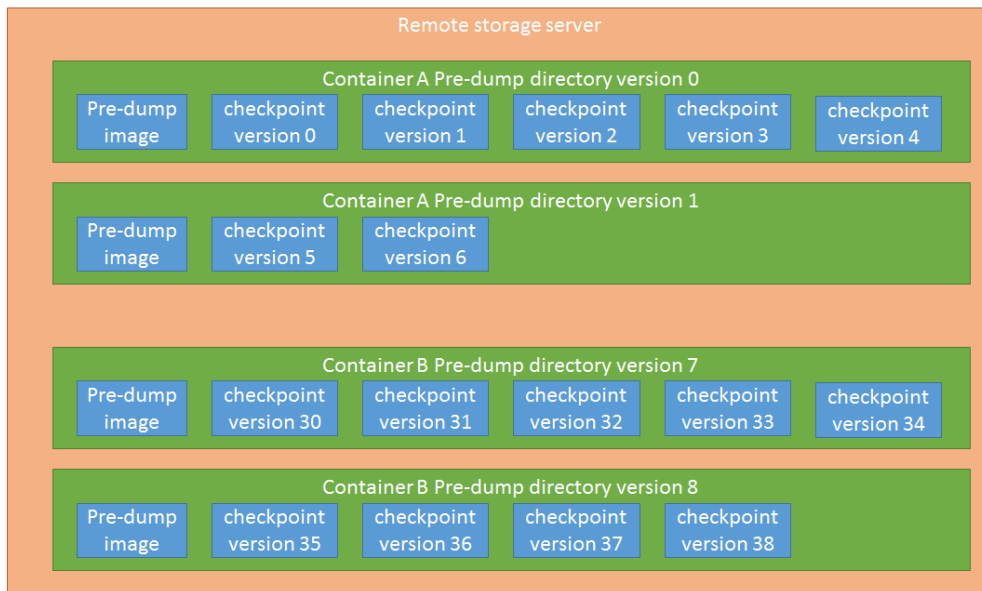 Remote storage server
Container A Pre-dump directory version 0
Pre-dump
image
checkpoint
version 0
checkpoint
version 1
checkpoint
version 2
checkpoint
version 3
checkpoint
version 4
Container A Pre-dump directory version 1
Pre-dump
image
checkpoint
version 5
checkpoint
version 6
Container B Pre-dump directory version 7
Pre-dump
image
checkpoint
version 30
checkpoint
version 31
checkpoint
version 32
checkpoint
version 33
checkpoint
version 34
Container B Pre-dump directory version 8
Pre-dump
image
checkpoint
version 35
checkpoint
version 36
checkpoint
version 37
checkpoint
version 38